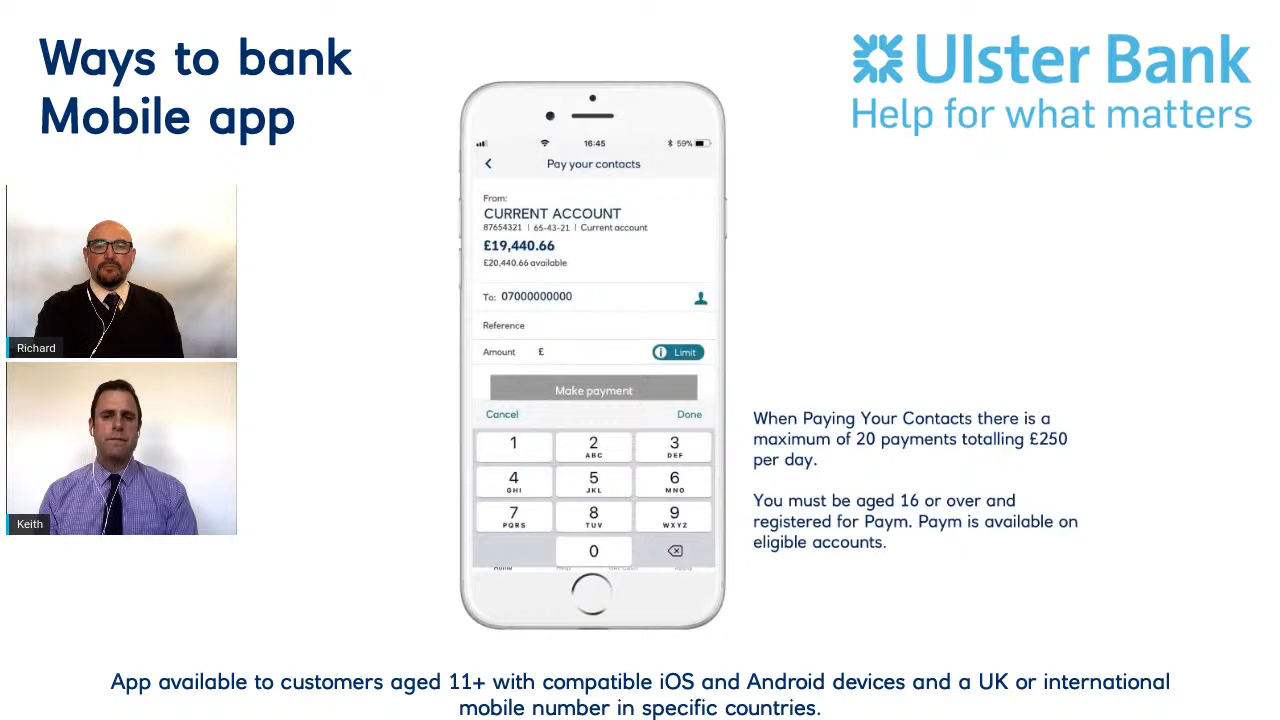 Ways to bank
Mobile app
Ulster Bank
Help for what matters
16:45
59%
Pay your contacts
From:
CURRENT ACCOUNT
87654321 | 65-43-21 | Current account
£19,440.66
£20,440.66 available
To: 07000000000
Reference
Amount £ Limit
Make payment
Cancel Done
1 2 3
ABC DEF
4 5 6
GHI JKL MNO
7 8 9
PQRS TUV WXYZ
0
Home Help Get Cash Apply
Richard
Keith
When Paying Your Contacts there is a
maximum of 20 payments totalling £250
per day.
You must be aged 16 or over and
registered for Paym. Paym is available on
eligible accounts.
App available to customers aged 11+ with compatible iOS and Android devices and a UK or international
mobile number in specific countries.